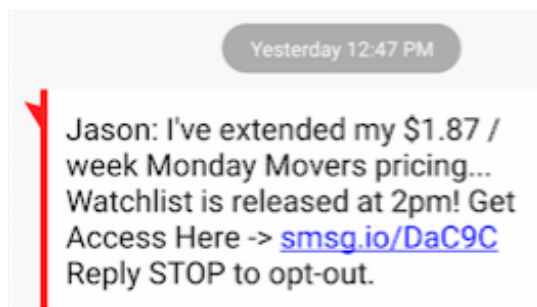 Yesterday 12:47 PM
Jason: I've extended my $1.87 /
week Monday Movers pricing...
Watchlist is released at 2pm! Get
Access Here -> smsg.io/DaC9C
Reply STOP to opt-out.